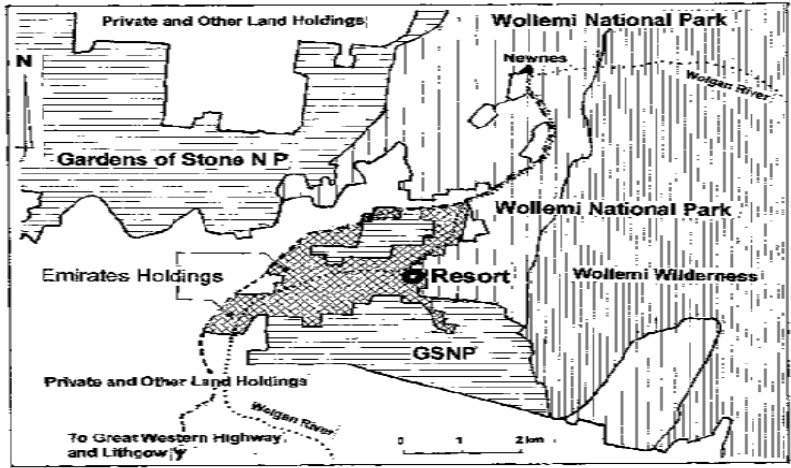 Private and Other Land Holdings
Wollemi National Park
N
Newnes
Wolgan River
Gardens of Stone N P
Wollemi National Park
Emirates Holdings
Resort
Wollemi Wilderness
GSNP
Private and Other Land Holdings
Wolgan River
To Great Western Highway
and Lithgow
0 1 2 km